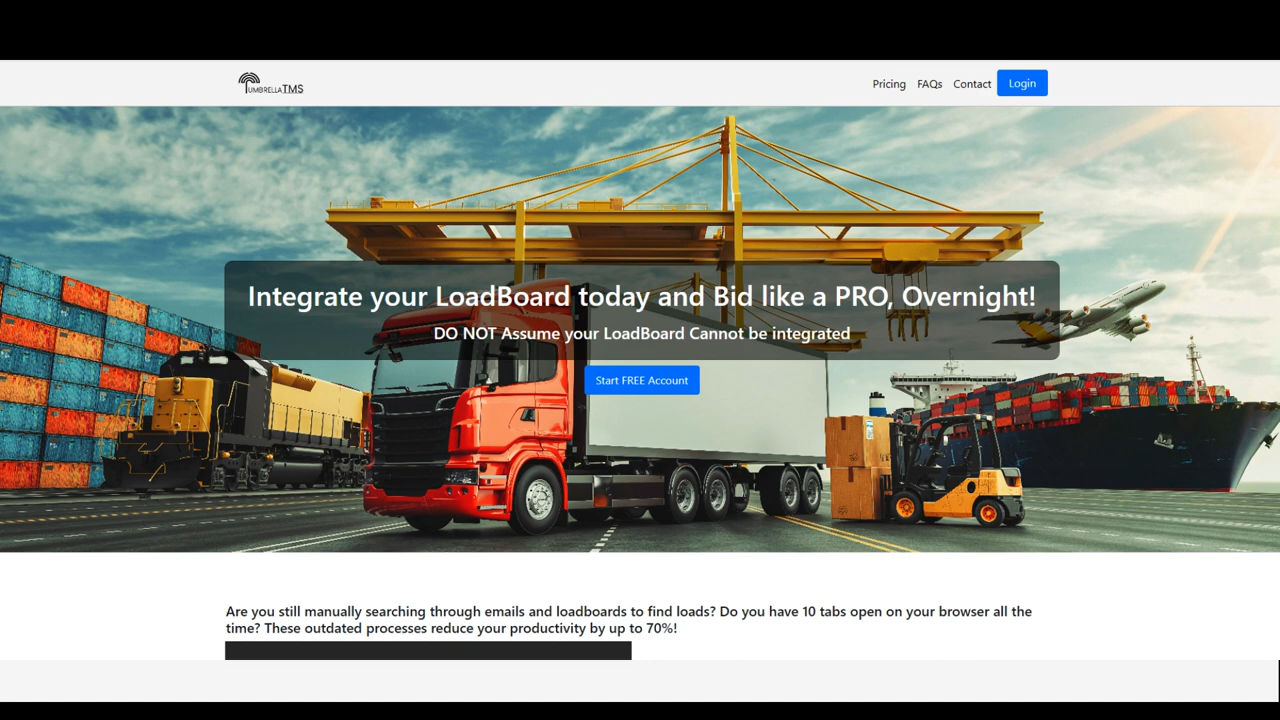 UMBRELLATMS
Pricing FAQs Contact Login
Integrate your LoadBoard today and Bid like a PRO, Overnight!
DO NOT Assume your LoadBoard Cannot be integrated
Start FREE Account
Are you still manually searching through emails and loadboards to find loads? Do you have 10 tabs open on your browser all the
time? These outdated processes reduce your productivity by up to 70%!